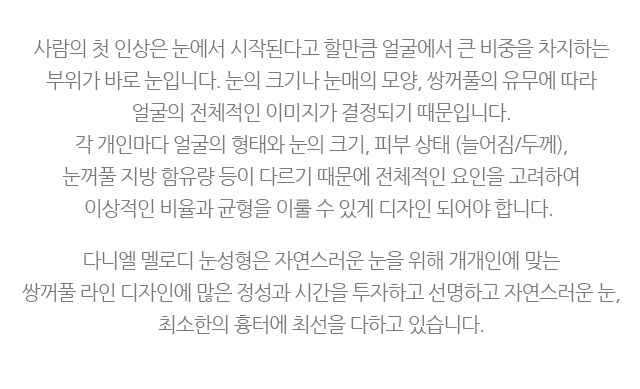 사람의 첫 인상은 눈에서 시작된다고 할만큼 얼굴에서 큰 비중을 차지하는
부위가 바로 눈입니다. 눈의 크기나 눈매의 모양, 쌍꺼풀의 유무에 따라
얼굴의 전체적인 이미지가 결정되기 때문입니다.
각 개인마다 얼굴의 형태와 눈의 크기, 피부 상태 (늘어짐/두께),
눈꺼풀 지방 함유량 등이 다르기 때문에 전체적인 요인을 고려하여
이상적인 비율과 균형을 이룰 수 있게 디자인 되어야 합니다.
다니엘 멜로디 눈성형은 자연스러운 눈을 위해 개개인에 맞는
쌍꺼풀 라인 디자인에 많은 정성과 시간을 투자하고 선명하고 자연스러운 눈,
최소한의 흉터에 최선을 다하고 있습니다.